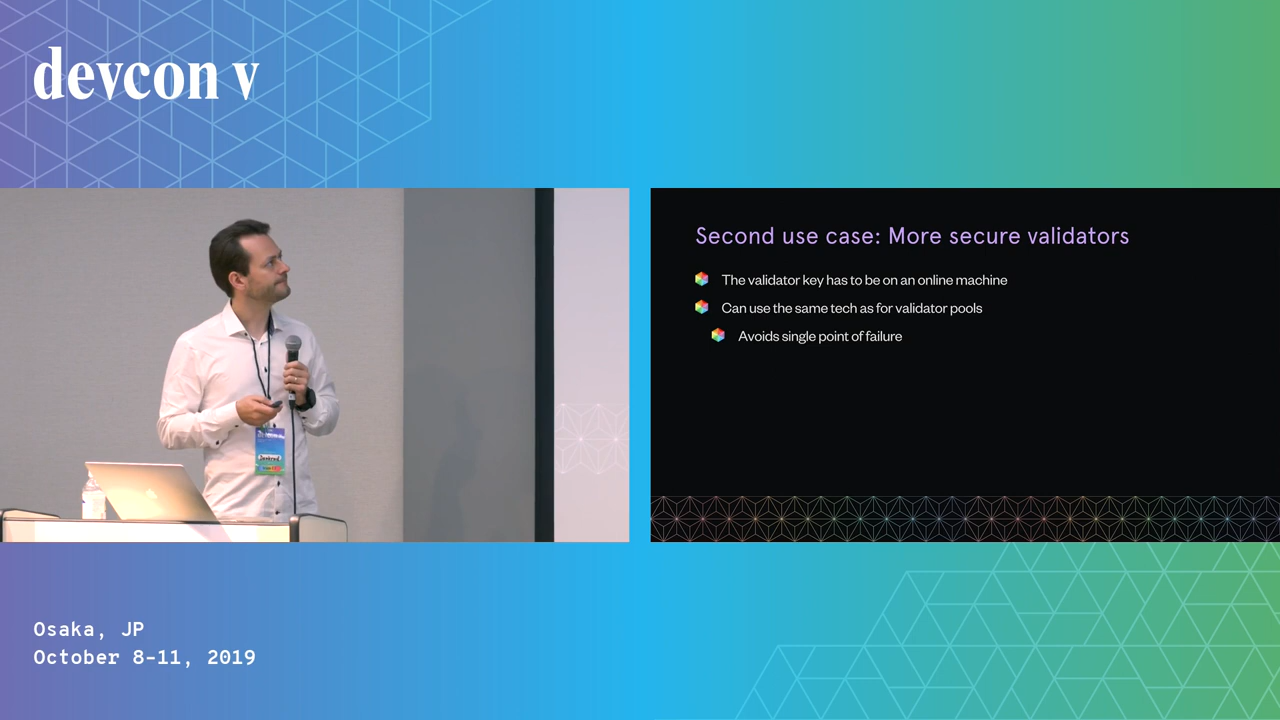 devcon v
Second use case: More secure validators
The validator key has to be on an online machine
Can use the same tech as for validator pools
Avoids single point of failure
Osaka, JP
October 8-11, 2019